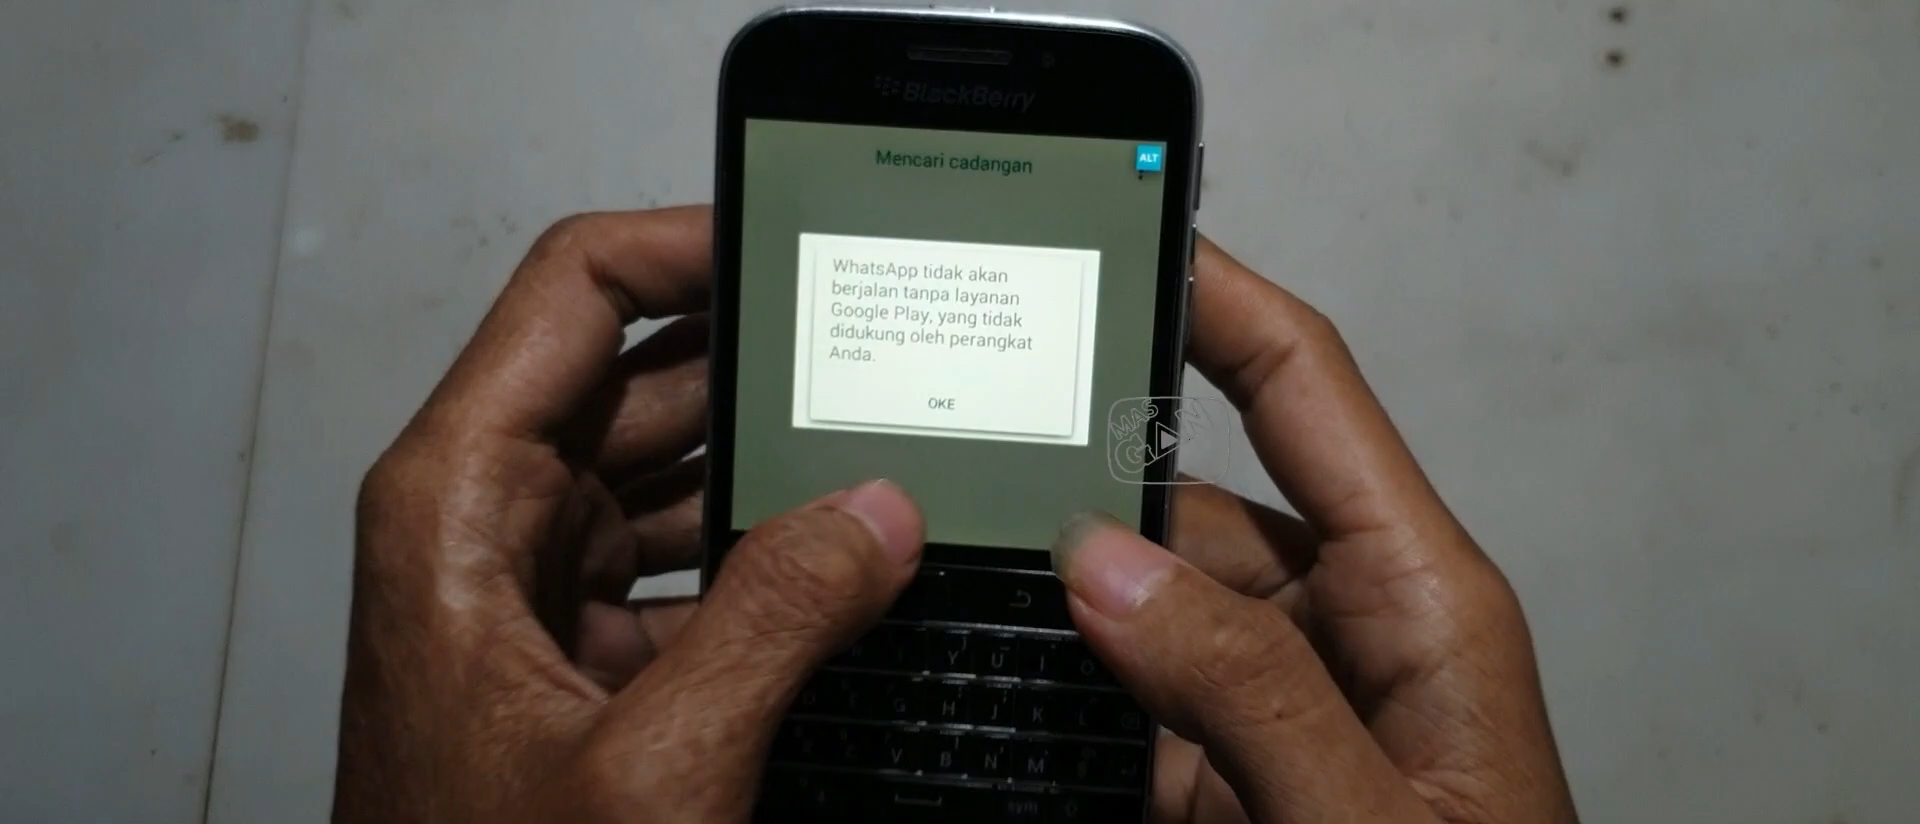 BlackBerry
Mencari cadangan
ALT
WhatsApp tidak akan
berjalan tanpa layanan
Google Play, yang tidak
didukung oleh perangkat
Anda.
OKE
MAS
GAN
Y U I O
G H J K L
V B N M
sym